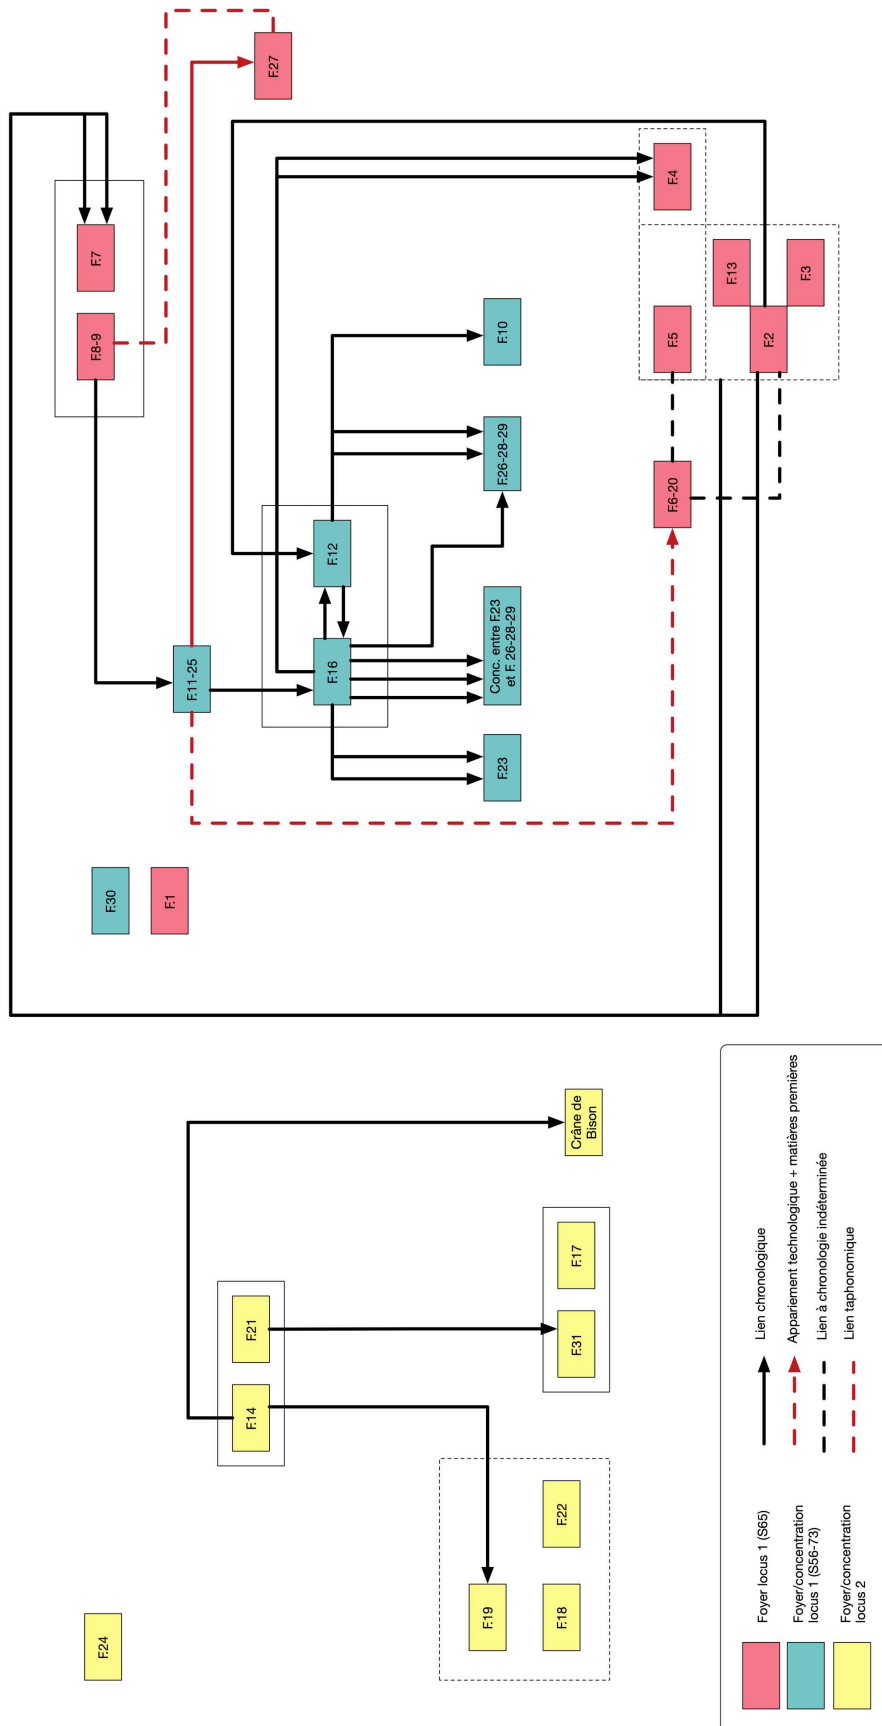 F.24
F.8-9
F.7
F.30
F.1
F.11-25
F.14
F.21
F.27
F.16
F.12
F.19
F.23
Conc. entre F.23
et F. 26-28-29
F.26-28-29
F.10
F.18
F.22
F.31
F.17
Crâne de
Bison
F.6-20
F.5
F.4
F.13
F.2
F.3
Foyer locus 1 (S65)
Foyer/concentration
locus 1 (S56-73)
Foyer/concentration
locus 2
Lien chronologique
Appariement technologique + matières premières
Lien à chronologie indéterminée
Lien taphonomique